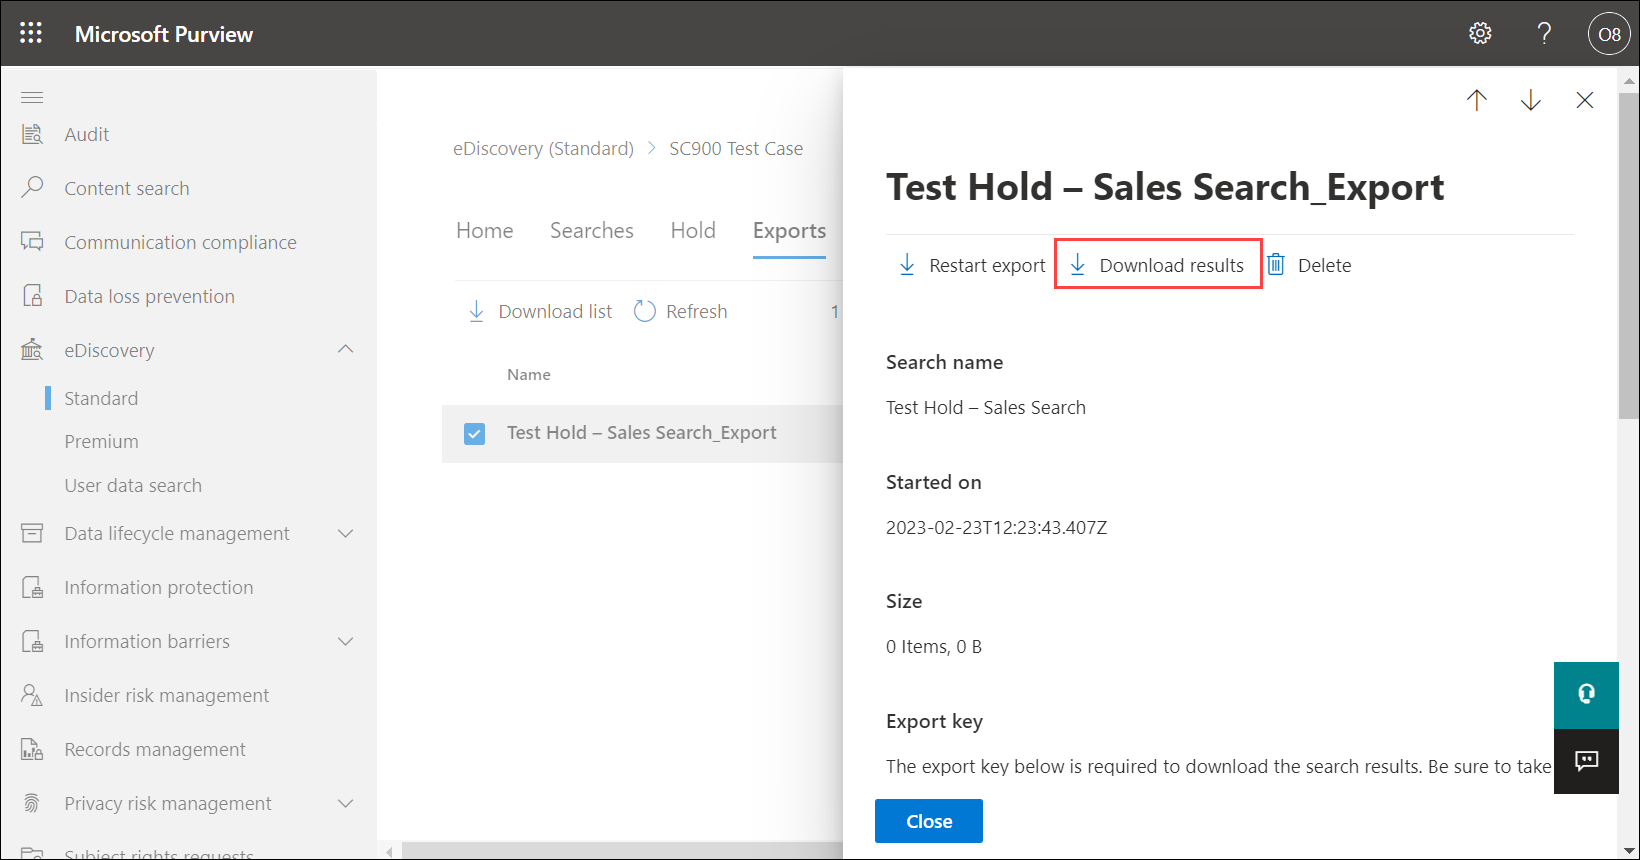 Microsoft Purview
O8
Audit
Content search
Communication compliance
Data loss prevention
eDiscovery
Standard
Premium
User data search
Data lifecycle management
Information protection
Information barriers
Insider risk management
Records management
Privacy risk management
Subject rights requests
eDiscovery (Standard) > SC900 Test Case
Home Searches Hold Exports
Download list Refresh 1
Name
Test Hold – Sales Search_Export
Test Hold – Sales Search_Export
Restart export Download results Delete
Search name
Test Hold – Sales Search
Started on
2023-02-23T12:23:43.407Z
Size
0 Items, 0 B
Export key
The export key below is required to download the search results. Be sure to take
Close